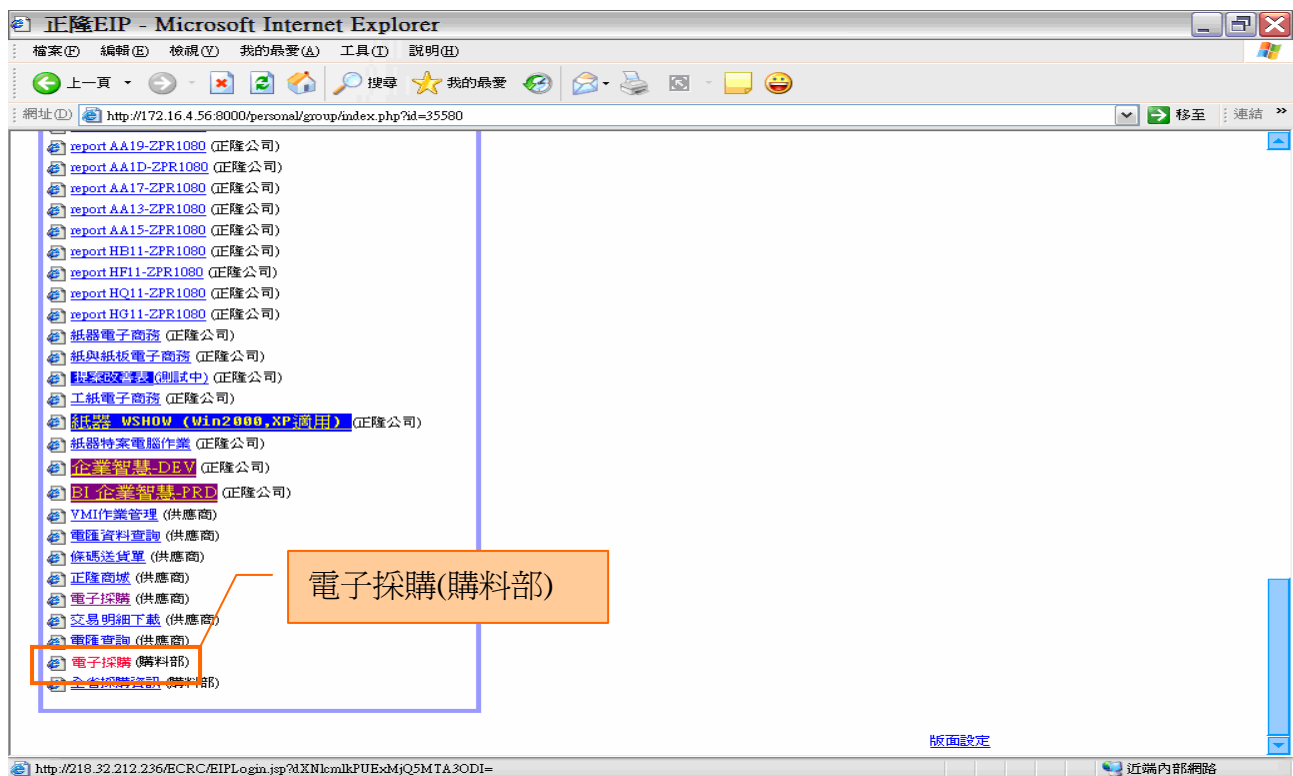 正隆EIP - Microsoft Internet Explorer
檔案(F) 編輯(E) 檢視(V) 我的最愛(A) 工具(T) 說明(H)
上一頁 搜尋 我的最愛
網址(D) http://172.16.4.56:8000/personal/group/index.php?id=35580 移至 連結 »
report AA19-ZPR1080 (正隆公司)
report AA1D-ZPR1080 (正隆公司)
report AA17-ZPR1080 (正隆公司)
report AA13-ZPR1080 (正隆公司)
report AA15-ZPR1080 (正隆公司)
report HB11-ZPR1080 (正隆公司)
report HF11-ZPR1080 (正隆公司)
report HQ11-ZPR1080 (正隆公司)
report HG11-ZPR1080 (正隆公司)
紙器電子商務 (正隆公司)
紙與紙板電子商務 (正隆公司)
提案改善表(測試中) (正隆公司)
工紙電子商務 (正隆公司)
紙器 WSHOW (Win2000,XP適用) (正隆公司)
紙器特案電腦作業 (正隆公司)
企業智慧-DEV (正隆公司)
BI 企業智慧-PRD (正隆公司)
VMI作業管理 (供應商)
電匯資料查詢 (供應商)
條碼送貨單 (供應商)
正隆商城 (供應商)
電子採購(購料部)
電子採購 (供應商)
交易明細下載 (供應商)
電匯查詢 (供應商)
電子採購 (購料部)
全省採購資訊 (購料部)
版面設定
http://218.32.212.236/ECRC/EIPLogin.jsp?dXNlcmlkPUExMjQ5MTA3ODI= 近端內部網路